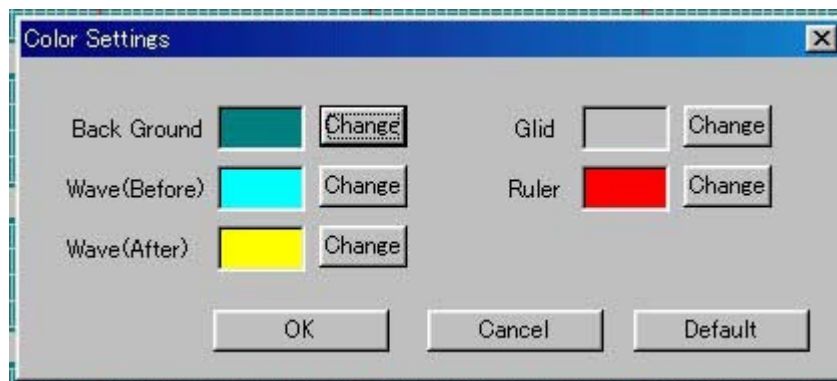 Color Settings
Back Ground Change Glid Change
Wave(Before) Change Ruler Change
Wave(After) Change
OK Cancel Default